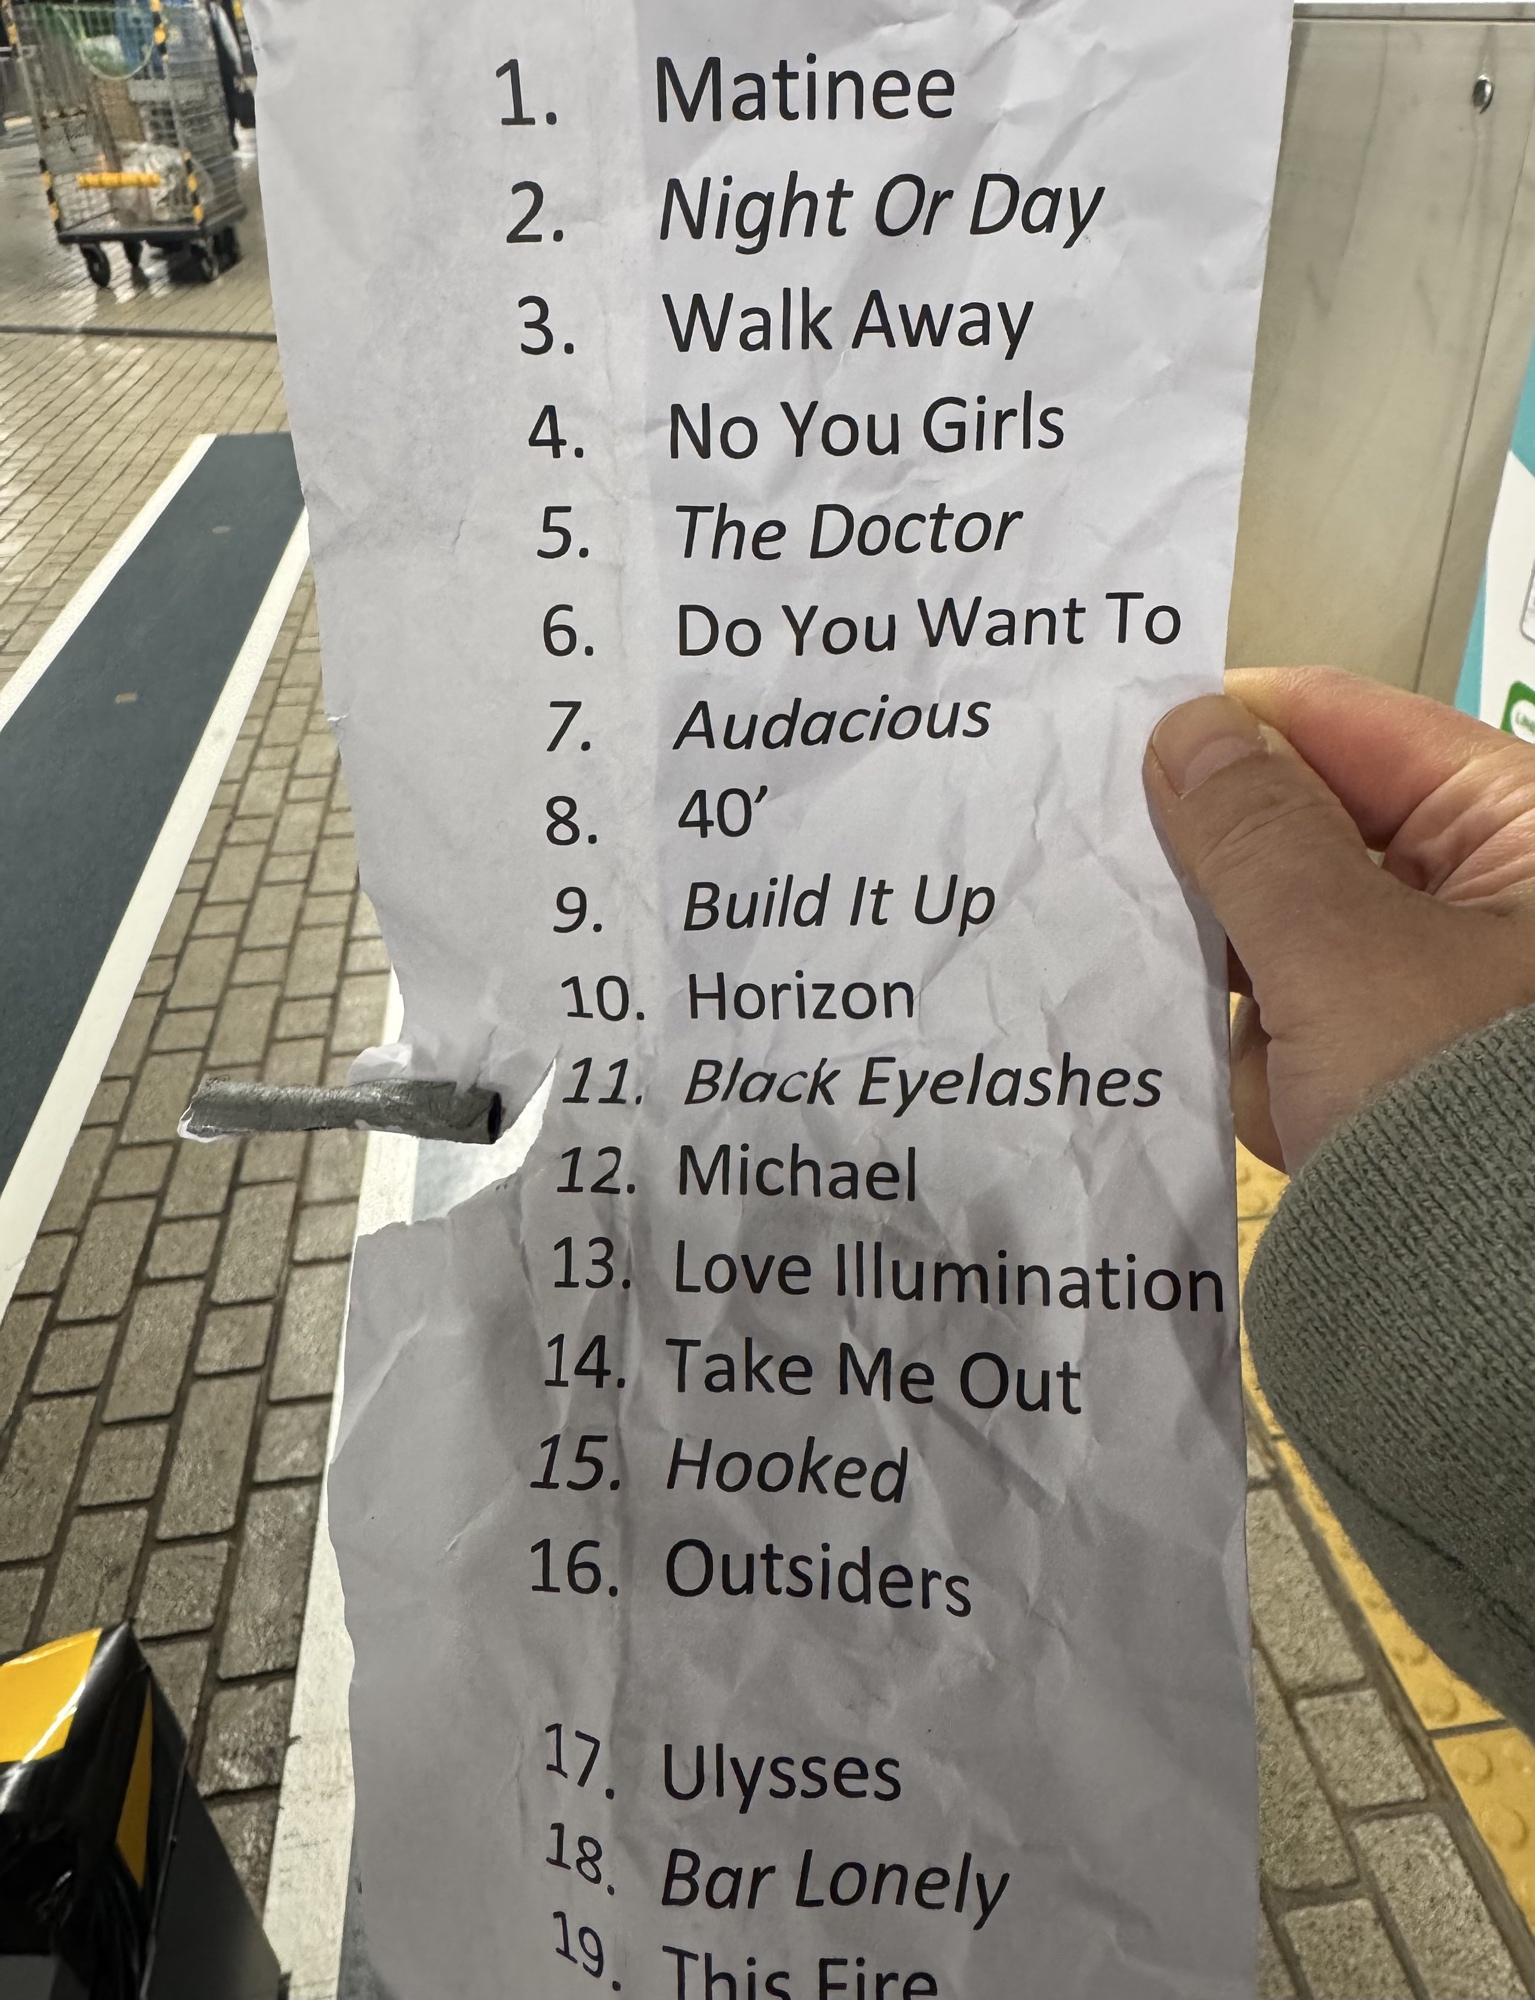 1. Matinee
2. Night Or Day
3. Walk Away
4. No You Girls
5. The Doctor
6. Do You Want To
7. Audacious
8. 40’
9. Build It Up
10. Horizon
11. Black Eyelashes
12. Michael
13. Love Illumination
14. Take Me Out
15. Hooked
16. Outsiders
17. Ulysses
18. Bar Lonely
19. This Fire